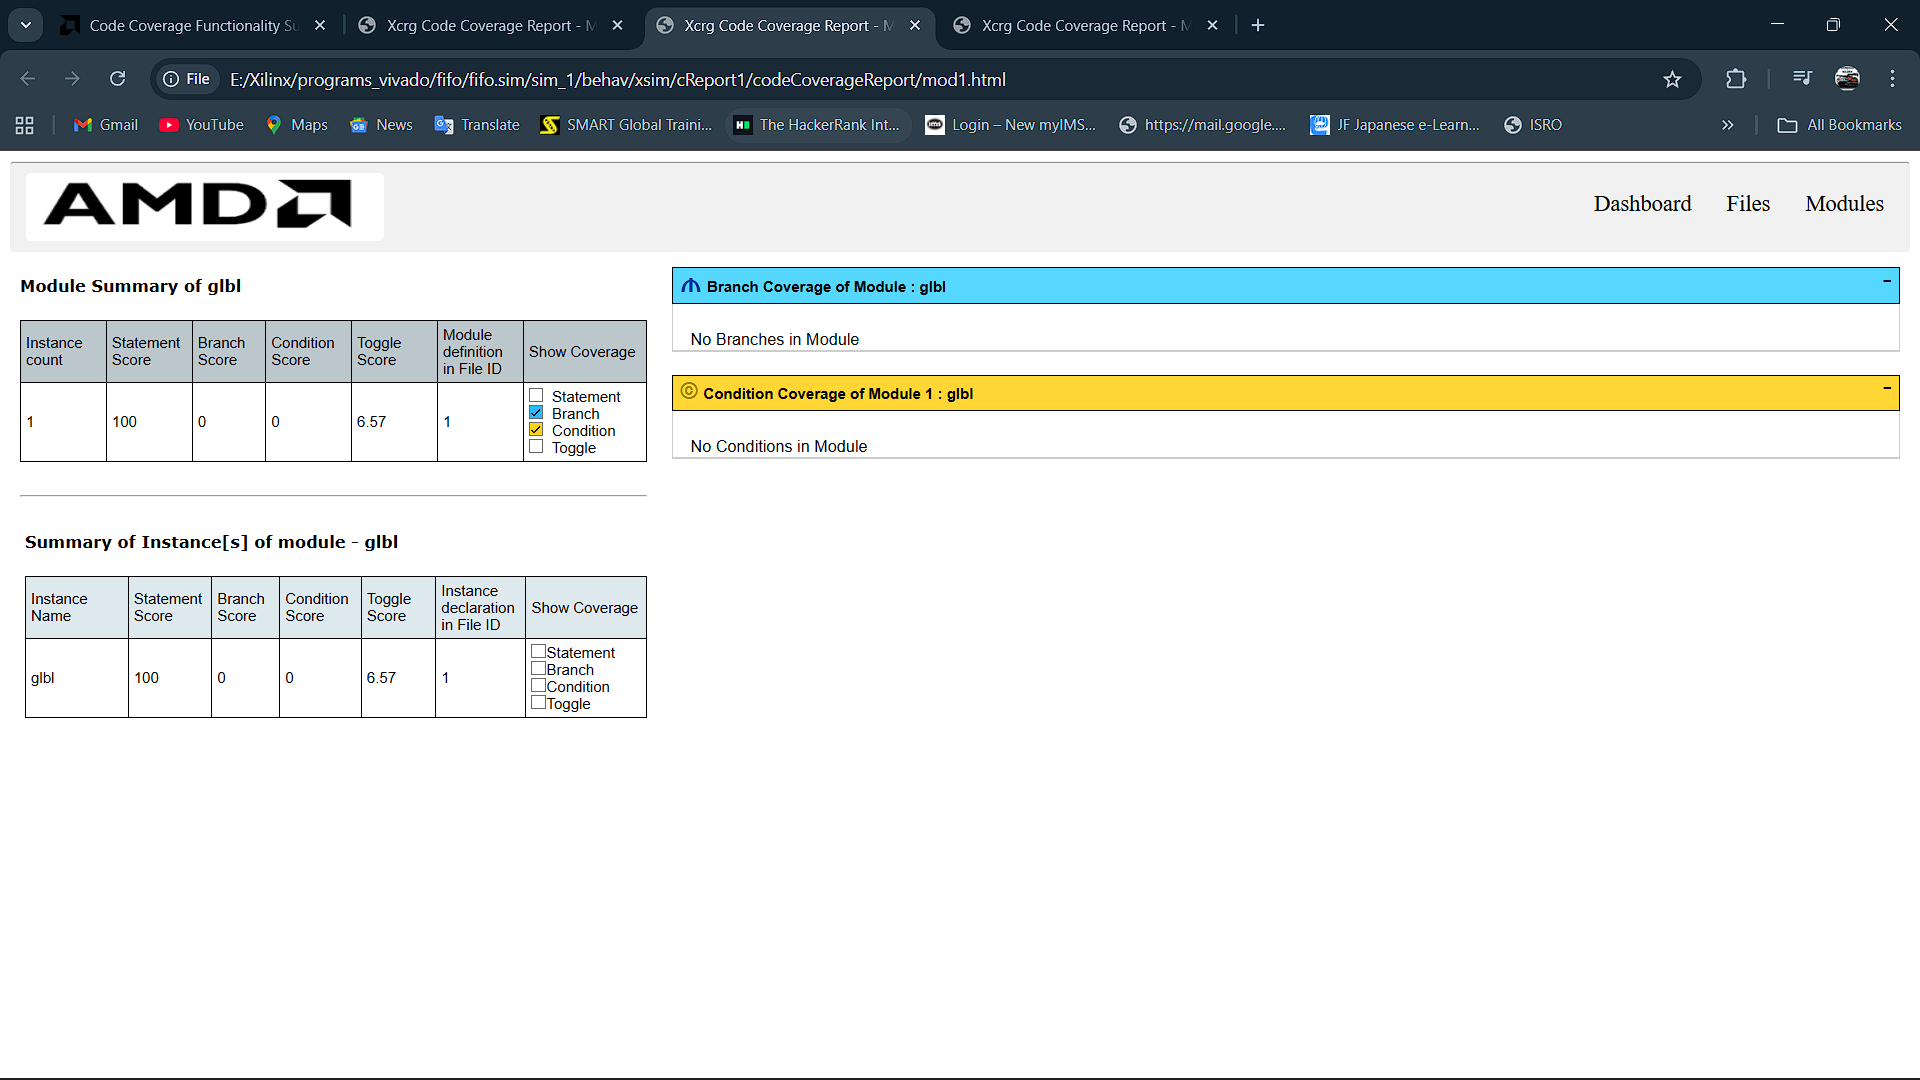 Code Coverage Functionality Su
Xcrg Code Coverage Report - M
Xcrg Code Coverage Report - M
Xcrg Code Coverage Report - M
File
E:/Xilinx/programs_vivado/fifo/fifo.sim/sim_1/behav/xsim/cReport1/codeCoverageReport/mod1.html
Gmail
YouTube
Maps
News
Translate
SMART Global Traini...
The HackerRank Int...
Login – New myIMS...
https://mail.google....
JF Japanese e-Learn...
ISRO
All Bookmarks
AMD
Dashboard
Files
Modules
Module Summary of glbl
Instance count
Statement Score
Branch Score
Condition Score
Toggle Score
Module definition in File ID
Show Coverage
1
100
0
0
6.57
1
Statement
Branch
Condition
Toggle
Summary of Instance[s] of module - glbl
Instance Name
Statement Score
Branch Score
Condition Score
Toggle Score
Instance declaration in File ID
Show Coverage
glbl
100
0
0
6.57
1
Statement
Branch
Condition
Toggle
Branch Coverage of Module : glbl
No Branches in Module
Condition Coverage of Module 1 : glbl
No Conditions in Module